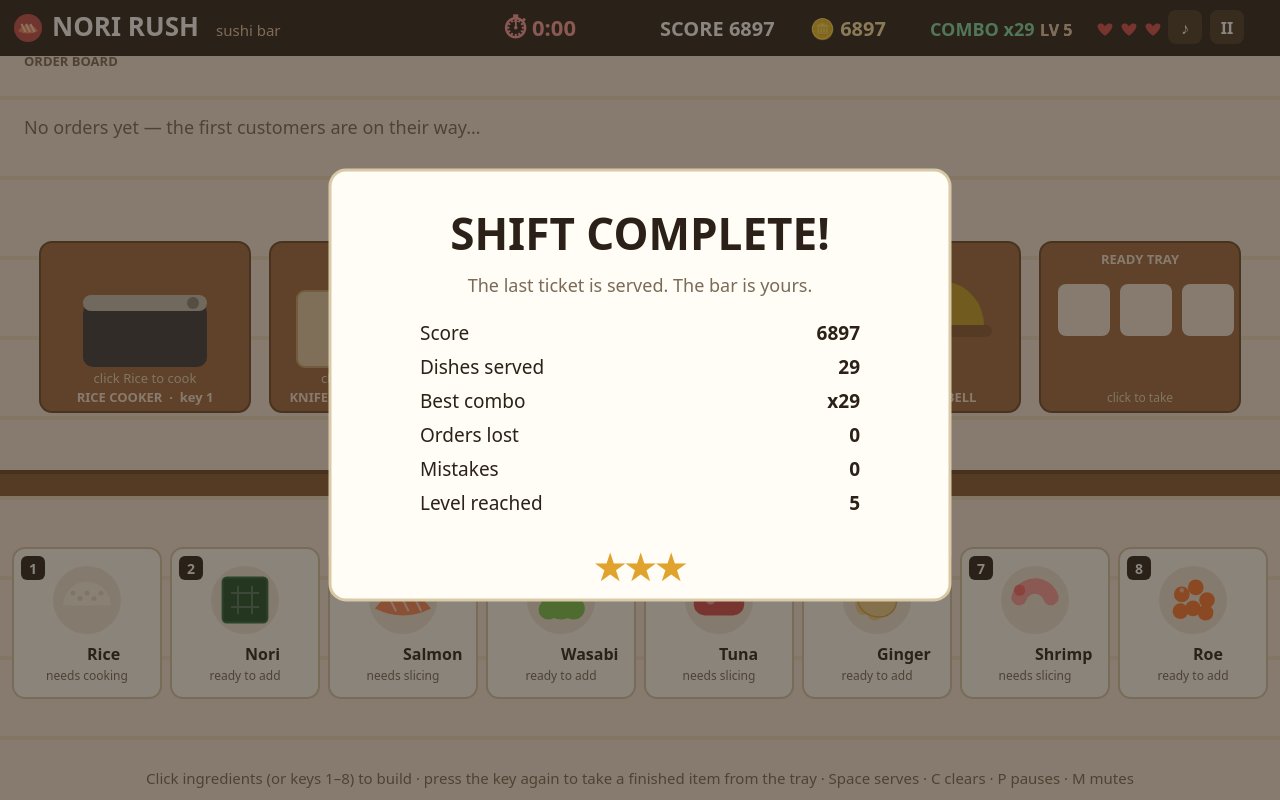 NORI RUSH sushi bar 0:00 SCORE 6897 6897 COMBO x29 LV 5 ♪ II
ORDER BOARD
No orders yet — the first customers are on their way...
SHIFT COMPLETE!
The last ticket is served. The bar is yours.
Score 6897
Dishes served 29
Best combo x29
Orders lost 0
Mistakes 0
Level reached 5
click Rice to cook
RICE COOKER · key 1
KNIFE
BELL
READY TRAY
click to take
1
Rice
needs cooking
2
Nori
ready to add
Salmon
needs slicing
Wasabi
ready to add
Tuna
needs slicing
Ginger
ready to add
7
Shrimp
needs slicing
8
Roe
ready to add
Click ingredients (or keys 1–8) to build · press the key again to take a finished item from the tray · Space serves · C clears · P pauses · M mutes